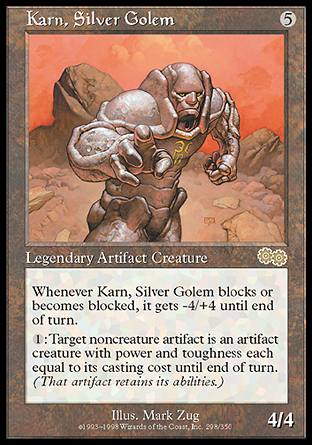 Karn, Silver Golem 5
Legendary Artifact Creature
Whenever Karn, Silver Golem blocks or
becomes blocked, it gets -4/+4 until end
of turn.
1:Target noncreature artifact is an artifact
creature with power and toughness each
equal to its casting cost until end of turn.
(That artifact retains its abilities.)
Illus. Mark Zug
©1993-1998 Wizards of the Coast, Inc. 298/350
4/4